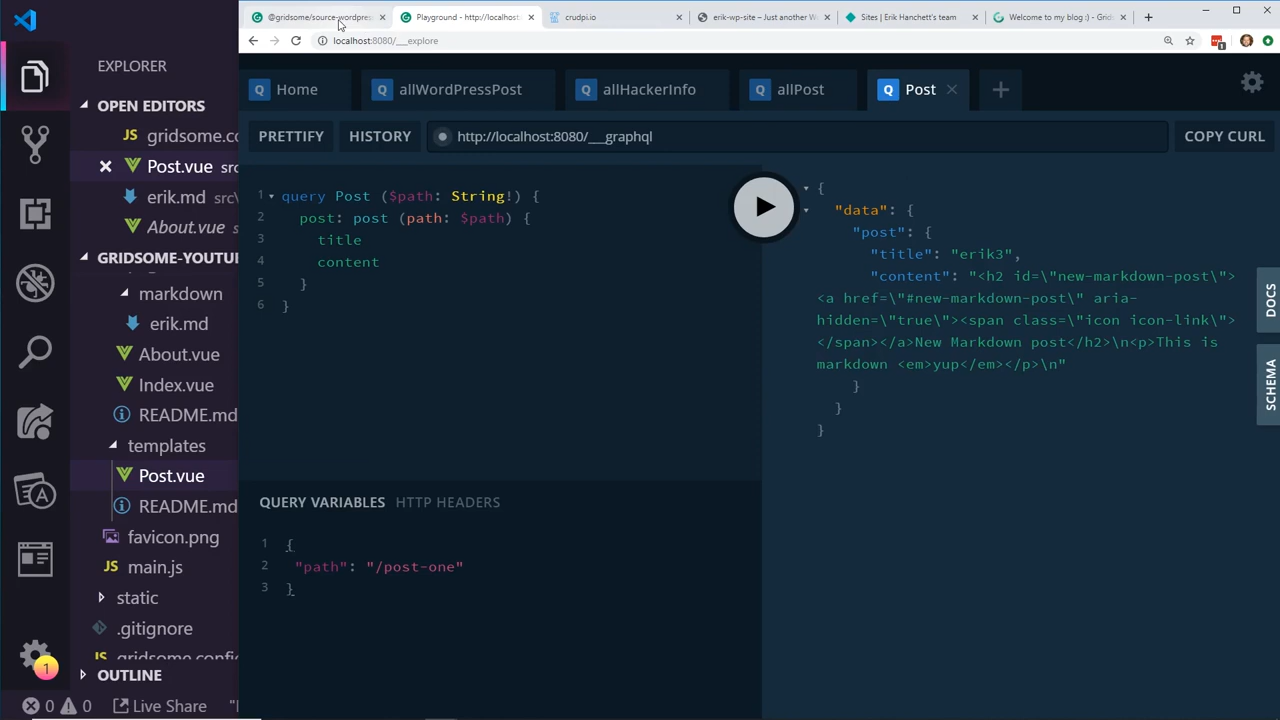 EXPLORER
OPEN EDITORS
JS gridsome.co
Post.vue src
erik.md src\
About.vue
GRIDSOME-YOUTU
markdown
erik.md
About.vue
Index.vue
README.md
templates
Post.vue
README.md
favicon.png
JS main.js
static
.gitignore
gridsome.config
OUTLINE
1
0 0 Live Share
@gridsome/source-wordpres
Playground - http://localhost:
crudpi.io
erik-wp-site – Just another W
Sites | Erik Hanchett's team
Welcome to my blog :) - Grids
localhost:8080/___explore
Q Home
Q allWordPressPost
Q allHackerInfo
Q allPost
Q Post
PRETTIFY
HISTORY
http://localhost:8080/___graphql
COPY CURL
1 query Post ($path: String!) {
2 post: post (path: $path) {
3 title
4 content
5 }
6 }
QUERY VARIABLES HTTP HEADERS
1 {
2 "path": "/post-one"
3 }
{
"data": {
"post": {
"title": "erik3",
"content": "<h2 id=\"new-markdown-post\">
<a href=\"#new-markdown-post\" aria-
hidden=\"true\"><span class=\"icon icon-link\">
</span></a>New Markdown post</h2>\n<p>This is
markdown <em>yup</em></p>\n"
}
}
}
DOCS
SCHEMA